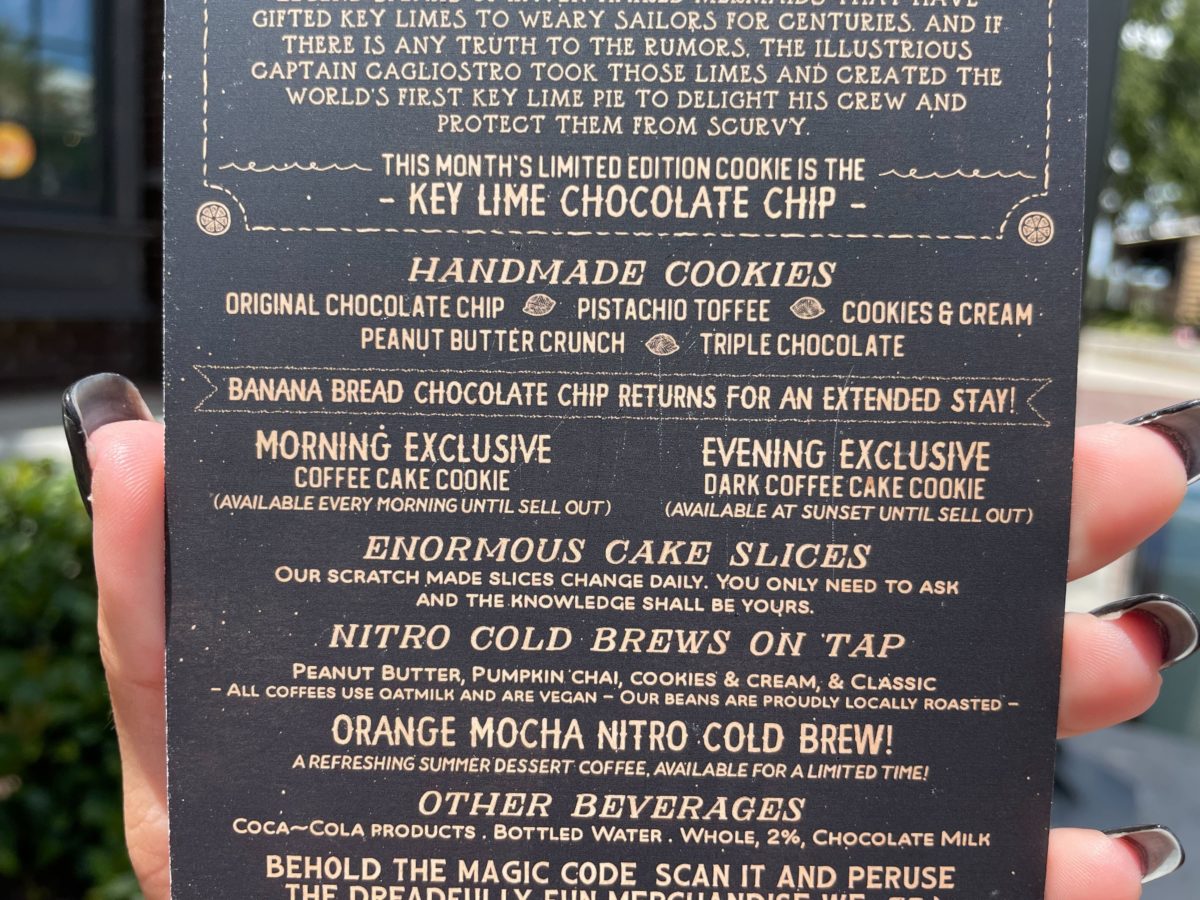 GIFTED KEY LIMES TO WEARY SAILORS FOR CENTURIES. AND IF
THERE IS ANY TRUTH TO THE RUMORS, THE ILLUSTRIOUS
CAPTAIN CAGLIOSTRO TOOK THOSE LIMES AND CREATED THE
WORLD'S FIRST KEY LIME PIE TO DELIGHT HIS CREW AND
PROTECT THEM FROM SCURVY.
THIS MONTH'S LIMITED EDITION COOKIE IS THE
- KEY LIME CHOCOLATE CHIP -
HANDMADE COOKIES
ORIGINAL CHOCOLATE CHIP PISTACHIO TOFFEE COOKIES & CREAM
PEANUT BUTTER CRUNCH TRIPLE CHOCOLATE
BANANA BREAD CHOCOLATE CHIP RETURNS FOR AN EXTENDED STAY!
MORNING EXCLUSIVE
COFFEE CAKE COOKIE
(AVAILABLE EVERY MORNING UNTIL SELL OUT)
EVENING EXCLUSIVE
DARK COFFEE CAKE COOKIE
(AVAILABLE AT SUNSET UNTIL SELL OUT)
ENORMOUS CAKE SLICES
OUR SCRATCH MADE SLICES CHANGE DAILY. YOU ONLY NEED TO ASK
AND THE KNOWLEDGE SHALL BE YOURS.
NITRO COLD BREWS ON TAP
PEANUT BUTTER, PUMPKIN CHAI, COOKIES & CREAM, & CLASSIC
- ALL COFFEES USE OATMILK AND ARE VEGAN - OUR BEANS ARE PROUDLY LOCALLY ROASTED -
ORANGE MOCHA NITRO COLD BREW!
A REFRESHING SUMMER DESSERT COFFEE, AVAILABLE FOR A LIMITED TIME!
OTHER BEVERAGES
COCA~COLA PRODUCTS . BOTTLED WATER . WHOLE, 2%, CHOCOLATE MILK
BEHOLD THE MAGIC CODE SCAN IT AND PERUSE
THE DREADFULLY FUN MERCHANDISE WE